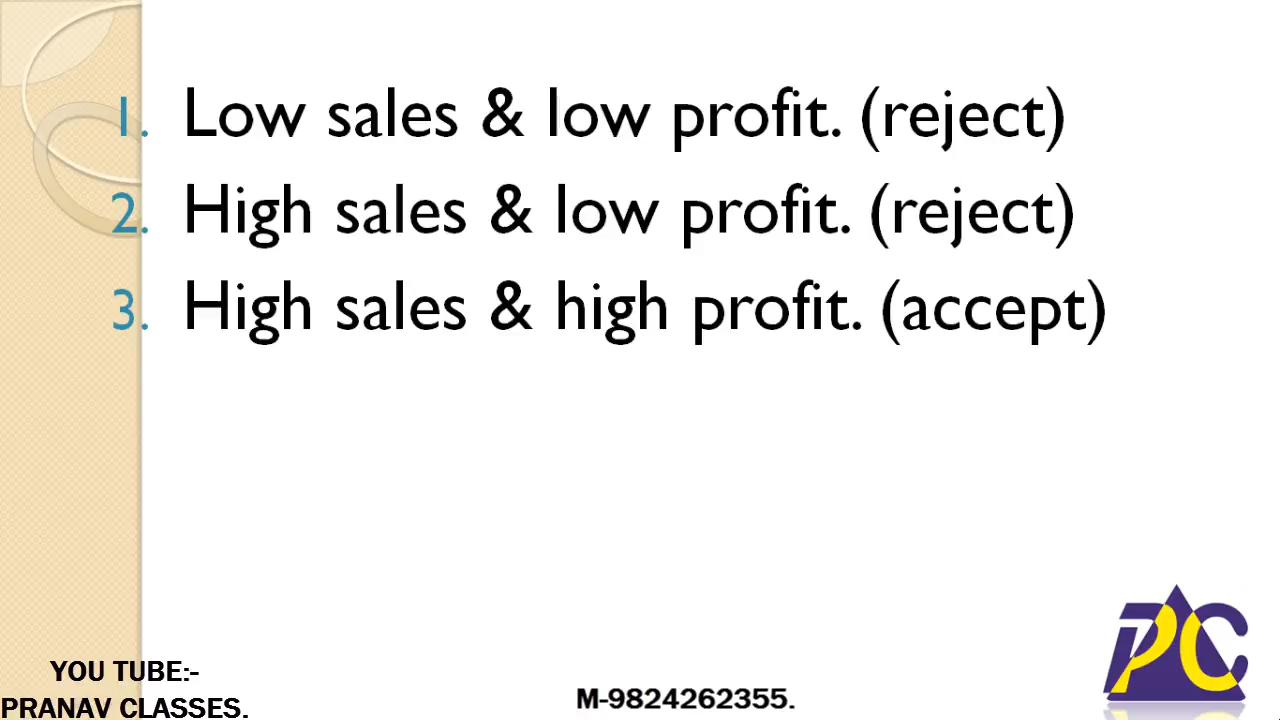 1. Low sales & low profit. (reject)
2. High sales & low profit. (reject)
3. High sales & high profit. (accept)
PC
YOU TUBE:-
PRANAV CLASSES.
M-9824262355.